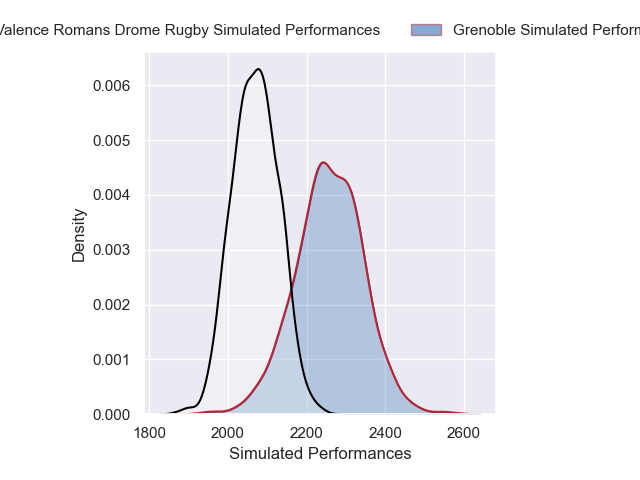 Valence Romans Drome Rugby Simulated Performances
Grenoble Simulated Perform
0.006
0.005
0.004
0.003
0.002
0.001
0.000
Density
1800 2000 2200 2400 2600
Simulated Performances